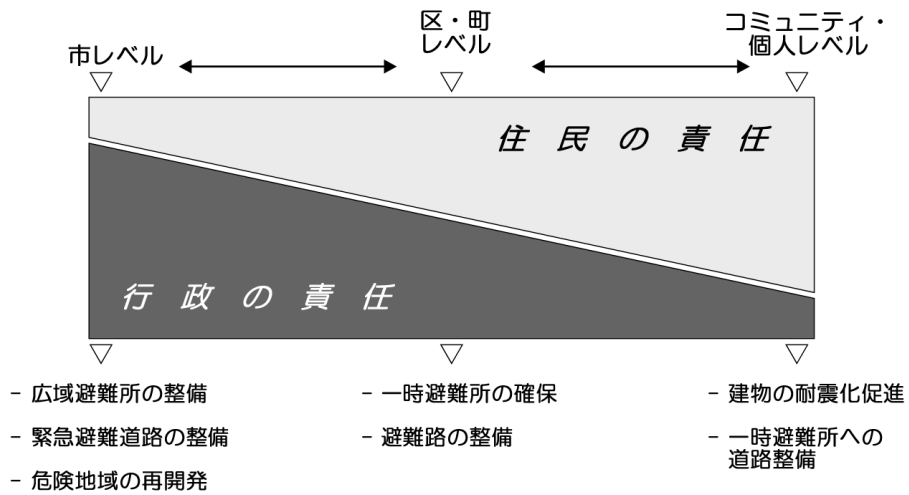 市レベル
区・町
レベル
コミュニティ・
個人レベル
住民の責任
行政の責任
- 広域避難所の整備
- 緊急避難道路の整備
- 危険地域の再開発
- 一時避難所の確保
- 避難路の整備
- 建物の耐震化促進
- 一時避難所への
道路整備